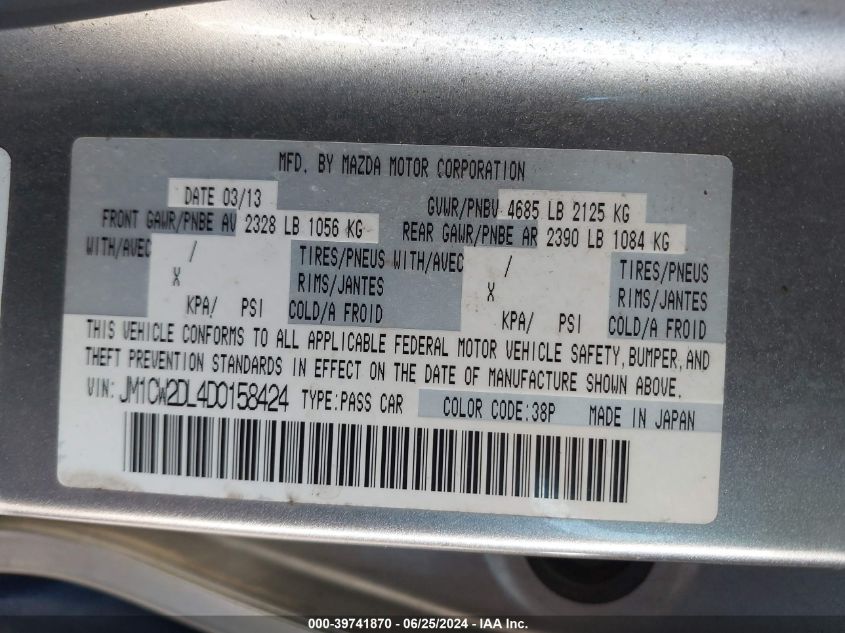 MFD. BY MAZDA MOTOR CORPORATION
DATE 03/13 GVWR/PNBV 4685 LB 2125 KG
FRONT GAWR/PNBE AV 2328 LB 1056 KG REAR GAWR/PNBE AR 2390 LB 1084 KG
WITH/AVEC / TIRES/PNEUS WITH/AVEC / TIRES/PNEUS
X RIMS/JANTES X RIMS/JANTES
KPA/ PSI COLD/A FROID KPA/ PSI COLD/A FROID
THIS VEHICLE CONFORMS TO ALL APPLICABLE FEDERAL MOTOR VEHICLE SAFETY, BUMPER, AND
THEFT PREVENTION STANDARDS IN EFFECT ON THE DATE OF MANUFACTURE SHOWN ABOVE.
VIN: JM1CW2DL4D0158424 TYPE: PASS CAR COLOR CODE: 38P MADE IN JAPAN
000-39741870 - 06/25/2024 - IAA Inc.